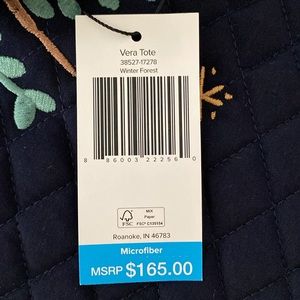 Vera Tote
38527-17278
Winter Forest
8 86003 22256 0
FSC
MIX
Paper
FSC® C135554
Roanoke, IN 46783
Microfiber
MSRP $165.00